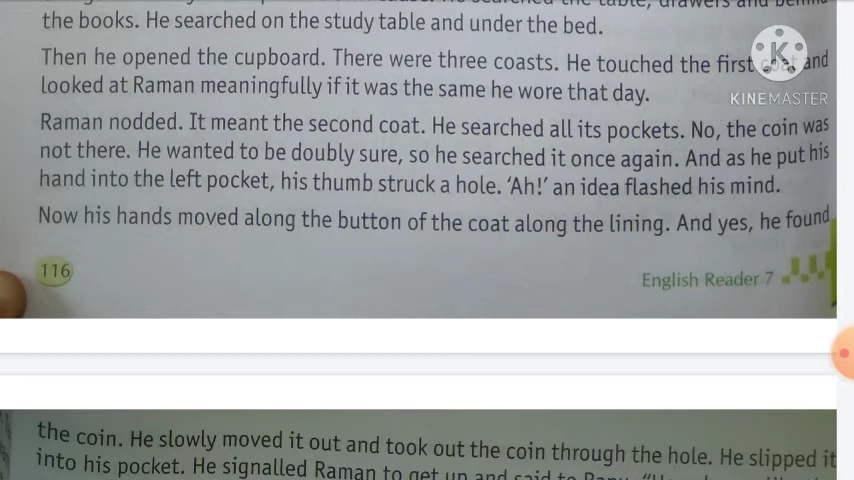 the books. He searched on the study table and under the bed.
Then he opened the cupboard. There were three coasts. He touched the first coat and
looked at Raman meaningfully if it was the same he wore that day.
Raman nodded. It meant the second coat. He searched all its pockets. No, the coin was
not there. He wanted to be doubly sure, so he searched it once again. And as he put his
hand into the left pocket, his thumb struck a hole. ‘Ah!’ an idea flashed his mind.
Now his hands moved along the button of the coat along the lining. And yes, he found
116
English Reader 7
the coin. He slowly moved it out and took out the coin through the hole. He slipped it
into his pocket. He signalled Raman to get up and said to
K
KINEMASTER